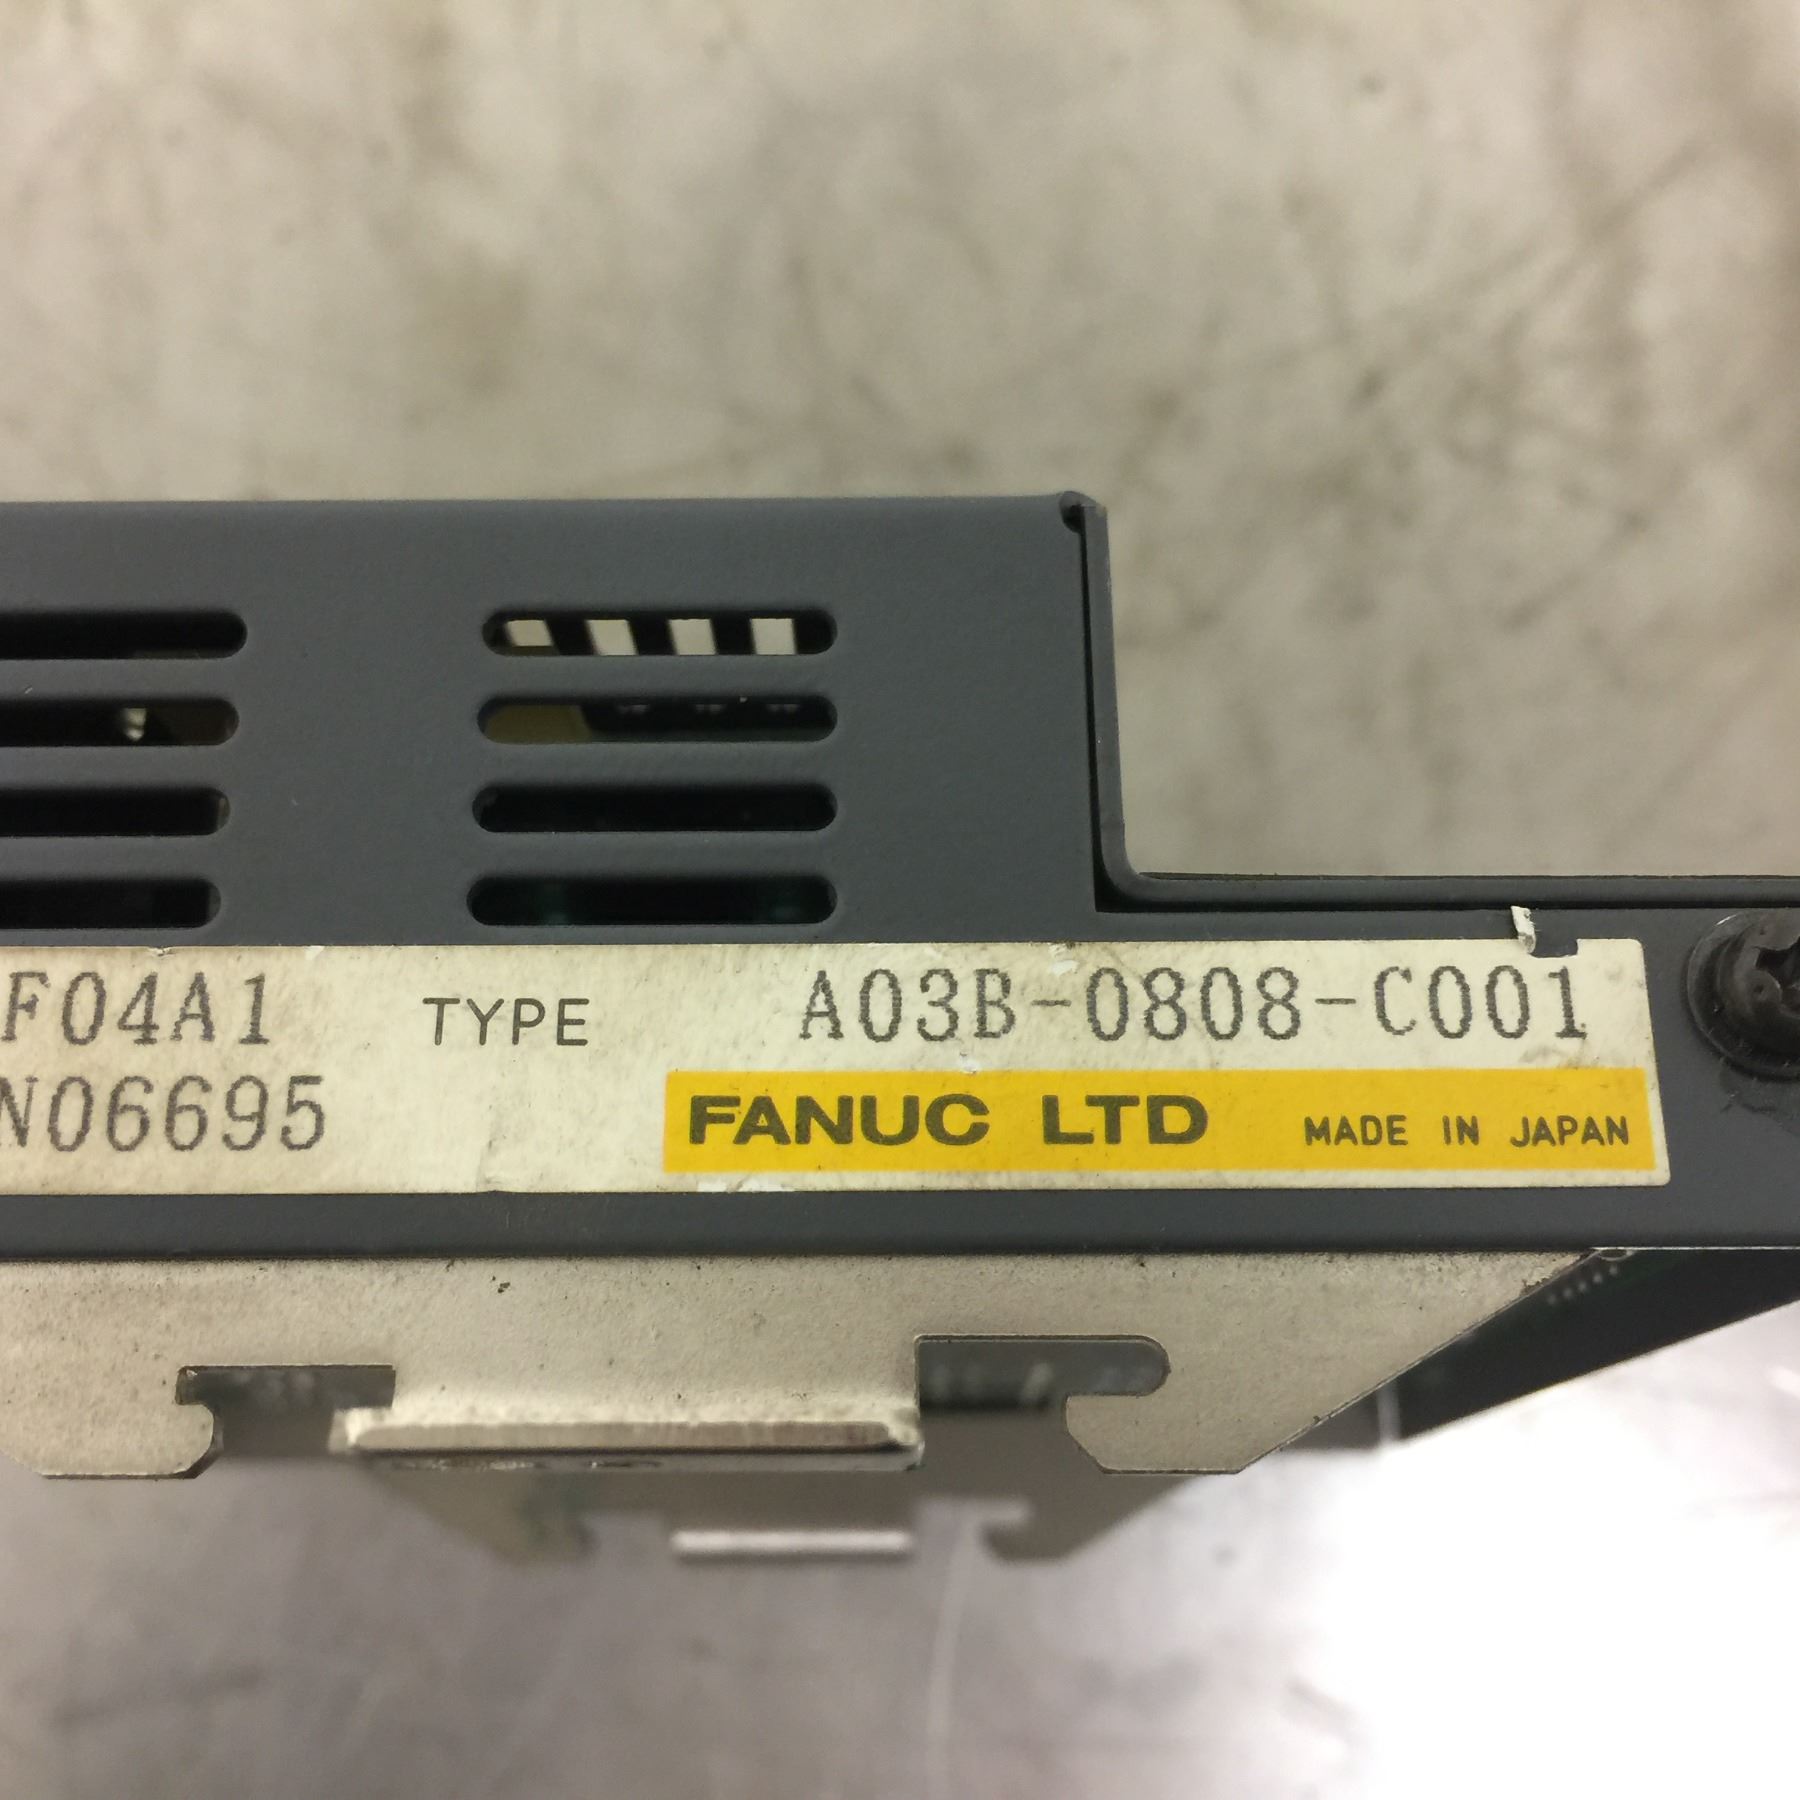 F04A1 TYPE A03B-0808-C001
N06695 FANUC LTD MADE IN JAPAN